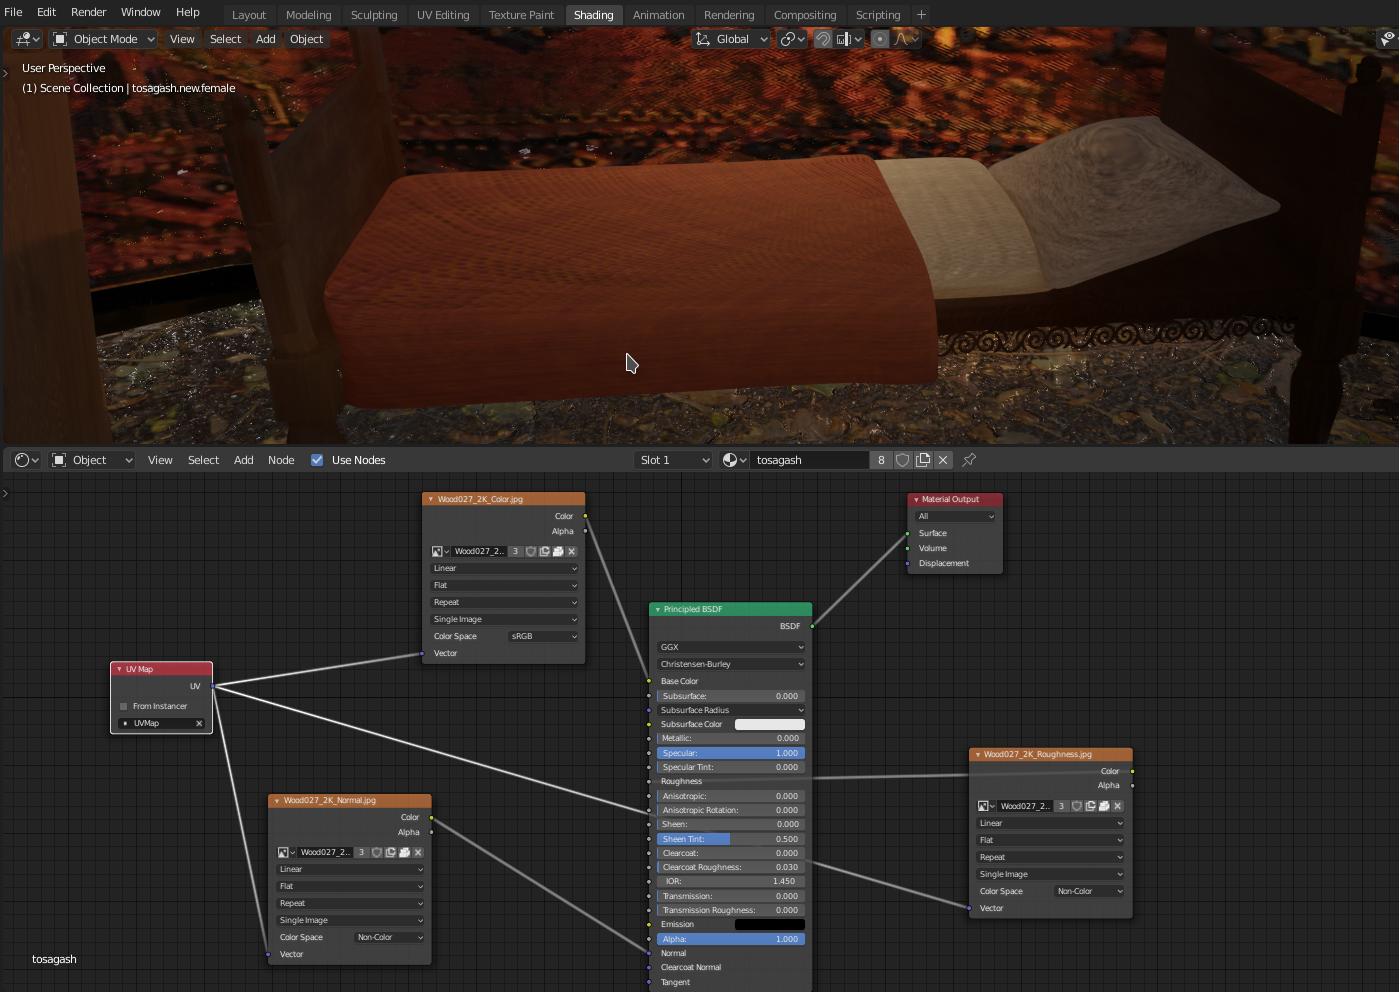 File Edit Render Window Help
Layout Modeling Sculpting UV Editing Texture Paint Shading Animation Rendering Compositing Scripting +
Object Mode View Select Add Object Global
User Perspective
(1) Scene Collection | tosagash.new.female
Object View Select Add Node Use Nodes Slot 1 tosagash 8
Wood027_2K_Color.jpg
Color
Alpha
Wood027_2.. 3
Linear
Flat
Repeat
Single Image
Color Space sRGB
Vector
Material Output
All
Surface
Volume
Displacement
UV Map
UV
From Instancer
UVMap
Principled BSDF
BSDF
GGX
Christensen-Burley
Base Color
Subsurface: 0.000
Subsurface Radius
Subsurface Color
Metallic: 0.000
Specular: 1.000
Specular Tint: 0.000
Roughness
Anisotropic: 0.000
Anisotropic Rotation: 0.000
Sheen: 0.000
Sheen Tint: 0.500
Clearcoat: 0.000
Clearcoat Roughness: 0.030
IOR: 1.450
Transmission: 0.000
Transmission Roughness: 0.000
Emission
Alpha: 1.000
Normal
Clearcoat Normal
Tangent
Wood027_2K_Normal.jpg
Color
Alpha
Wood027_2.. 3
Linear
Flat
Repeat
Single Image
Color Space Non-Color
Vector
Wood027_2K_Roughness.jpg
Color
Alpha
Wood027_2.. 3
Linear
Flat
Repeat
Single Image
Color Space Non-Color
Vector
tosagash